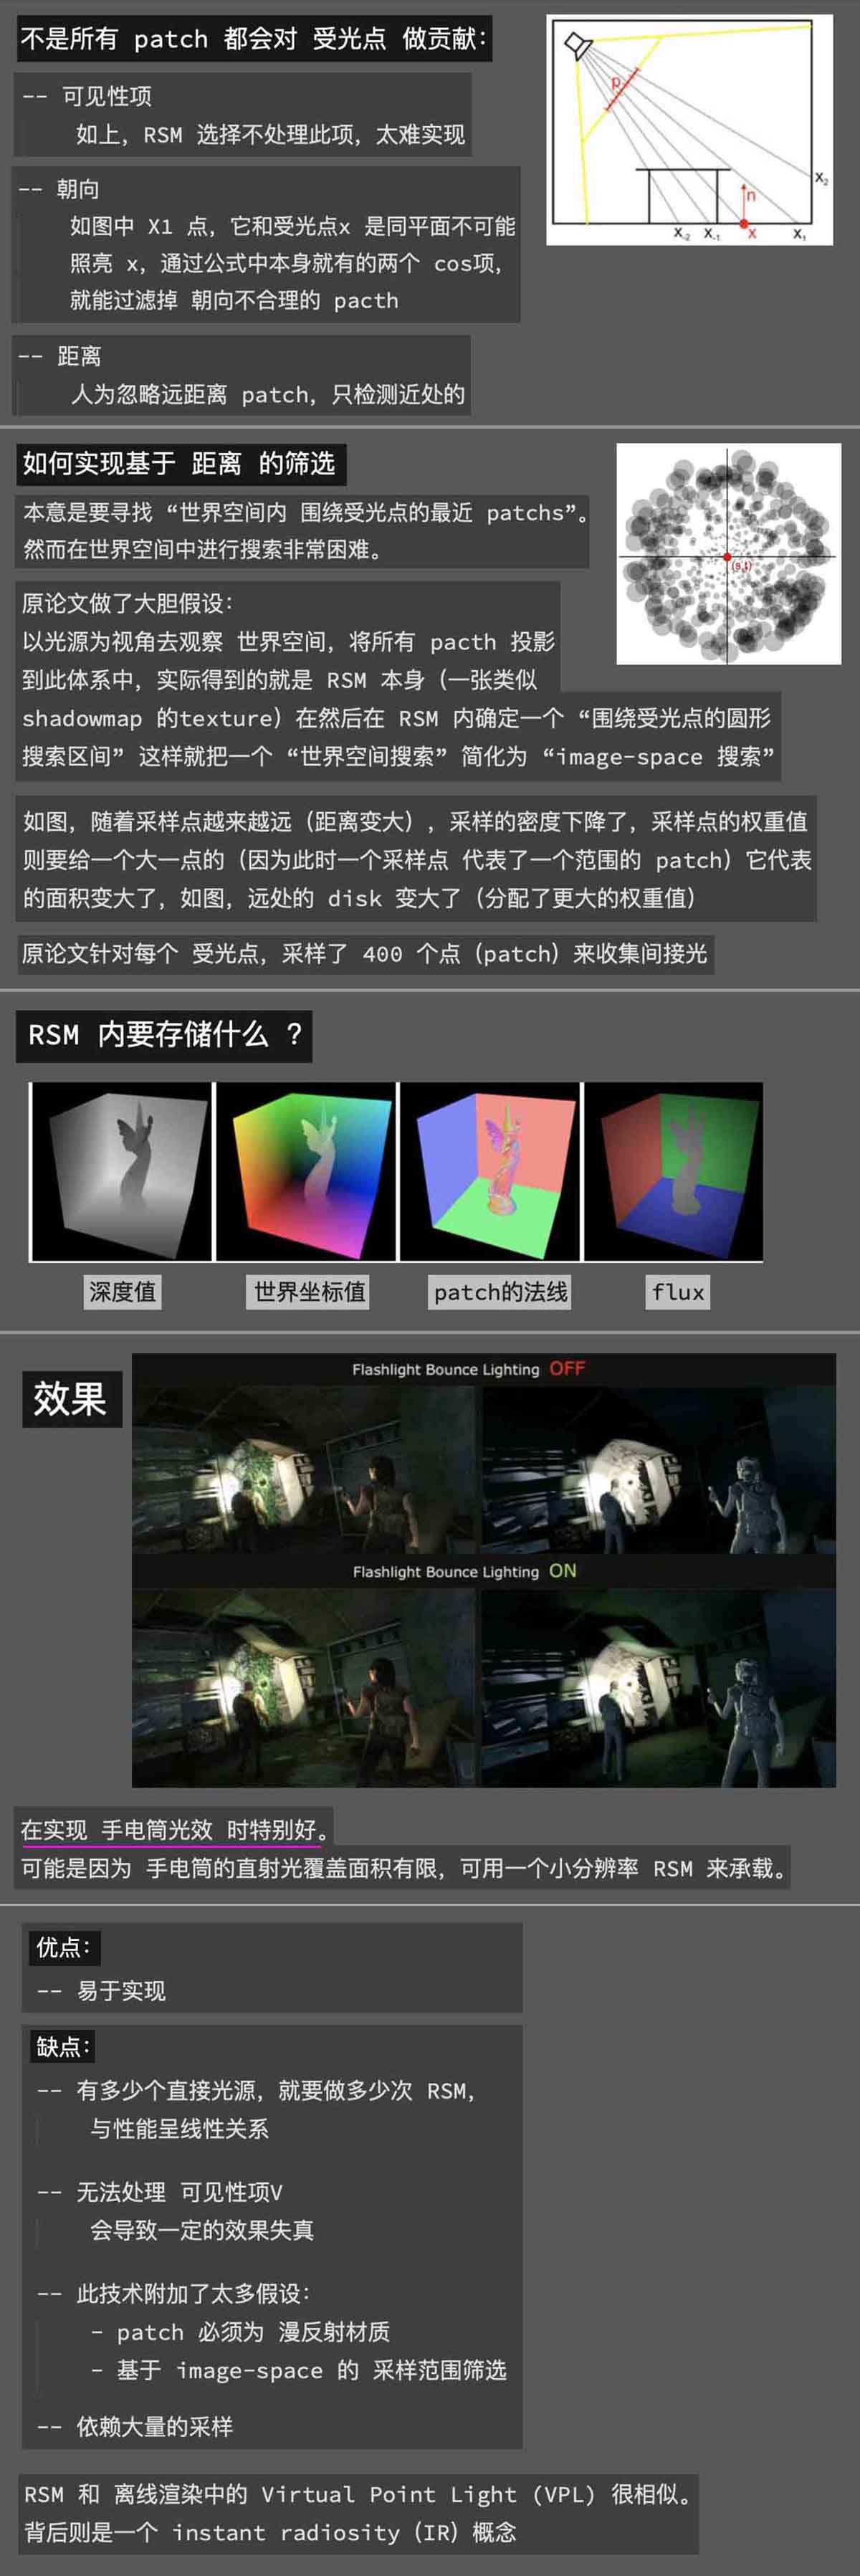 不是所有 patch 都会对 受光点 做贡献：
-- 可见性项
如上，RSM 选择不处理此项，太难实现
-- 朝向
如图中 X1 点，它和受光点x 是同平面不可能
照亮 x，通过公式中本身就有的两个 cos项，
就能过滤掉 朝向不合理的 pacth
-- 距离
人为忽略远距离 patch，只检测近处的
p
n
x₂
x₋₂ x₋₁ x x₁
如何实现基于 距离 的筛选
本意是要寻找 “世界空间内 围绕受光点的最近 patchs”。
然而在世界空间中进行搜索非常困难。
(s,t)
原论文做了大胆假设：
以光源为视角去观察 世界空间，将所有 pacth 投影
到此体系中，实际得到的就是 RSM 本身（一张类似
shadowmap 的texture）在然后在 RSM 内确定一个 “围绕受光点的圆形
搜索区间” 这样就把一个 “世界空间搜索” 简化为 “image-space 搜索”
如图，随着采样点越来越远（距离变大），采样的密度下降了，采样点的权重值
则要给一个大一点的（因为此时一个采样点 代表了一个范围的 patch）它代表
的面积变大了，如图，远处的 disk 变大了（分配了更大的权重值）
原论文针对每个 受光点，采样了 400 个点（patch）来收集间接光
RSM 内要存储什么 ？
深度值 世界坐标值 patch的法线 flux
效果
Flashlight Bounce Lighting OFF
Flashlight Bounce Lighting ON
在实现 手电筒光效 时特别好。
可能是因为 手电筒的直射光覆盖面积有限，可用一个小分辨率 RSM 来承载。
优点：
-- 易于实现
缺点：
-- 有多少个直接光源，就要做多少次 RSM，
与性能呈线性关系
-- 无法处理 可见性项V
会导致一定的效果失真
-- 此技术附加了太多假设：
- patch 必须为 漫反射材质
- 基于 image-space 的 采样范围筛选
-- 依赖大量的采样
RSM 和 离线渲染中的 Virtual Point Light（VPL）很相似。
背后则是一个 instant radiosity（IR）概念